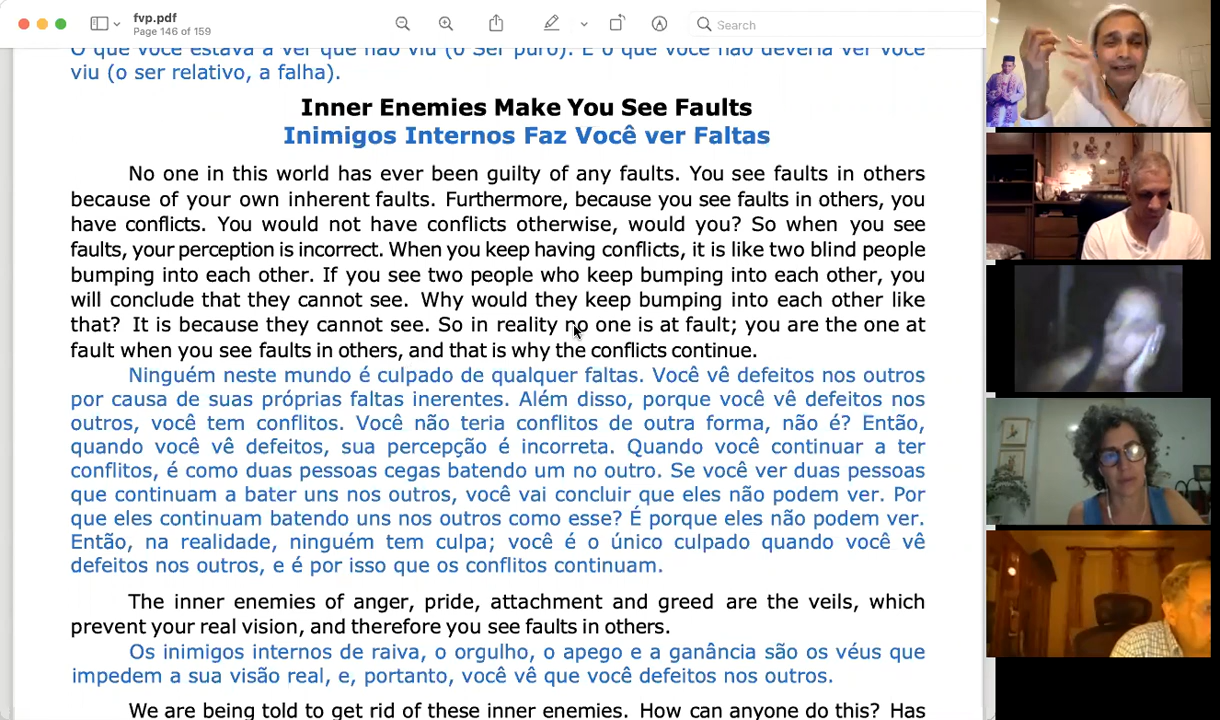 fvp.pdf
Page 146 of 159
Search
O que você estava a ver que não viu (o Ser puro). E o que você não deveria ver você
viu (o ser relativo, a falha).
Inner Enemies Make You See Faults
Inimigos Internos Faz Você ver Faltas
No one in this world has ever been guilty of any faults. You see faults in others
because of your own inherent faults. Furthermore, because you see faults in others, you
have conflicts. You would not have conflicts otherwise, would you? So when you see
faults, your perception is incorrect. When you keep having conflicts, it is like two blind people
bumping into each other. If you see two people who keep bumping into each other, you
will conclude that they cannot see. Why would they keep bumping into each other like
that? It is because they cannot see. So in reality no one is at fault; you are the one at
fault when you see faults in others, and that is why the conflicts continue.
Ninguém neste mundo é culpado de qualquer faltas. Você vê defeitos nos outros
por causa de suas próprias faltas inerentes. Além disso, porque você vê defeitos nos
outros, você tem conflitos. Você não teria conflitos de outra forma, não é? Então,
quando você vê defeitos, sua percepção é incorreta. Quando você continuar a ter
conflitos, é como duas pessoas cegas batendo um no outro. Se você ver duas pessoas
que continuam a bater uns nos outros, você vai concluir que eles não podem ver. Por
que eles continuam batendo uns nos outros como esse? É porque eles não podem ver.
Então, na realidade, ninguém tem culpa; você é o único culpado quando você vê
defeitos nos outros, e é por isso que os conflitos continuam.
The inner enemies of anger, pride, attachment and greed are the veils, which
prevent your real vision, and therefore you see faults in others.
Os inimigos internos de raiva, o orgulho, o apego e a ganância são os véus que
impedem a sua visão real, e, portanto, você vê que você defeitos nos outros.
We are being told to get rid of these inner enemies. How can anyone do this? Has